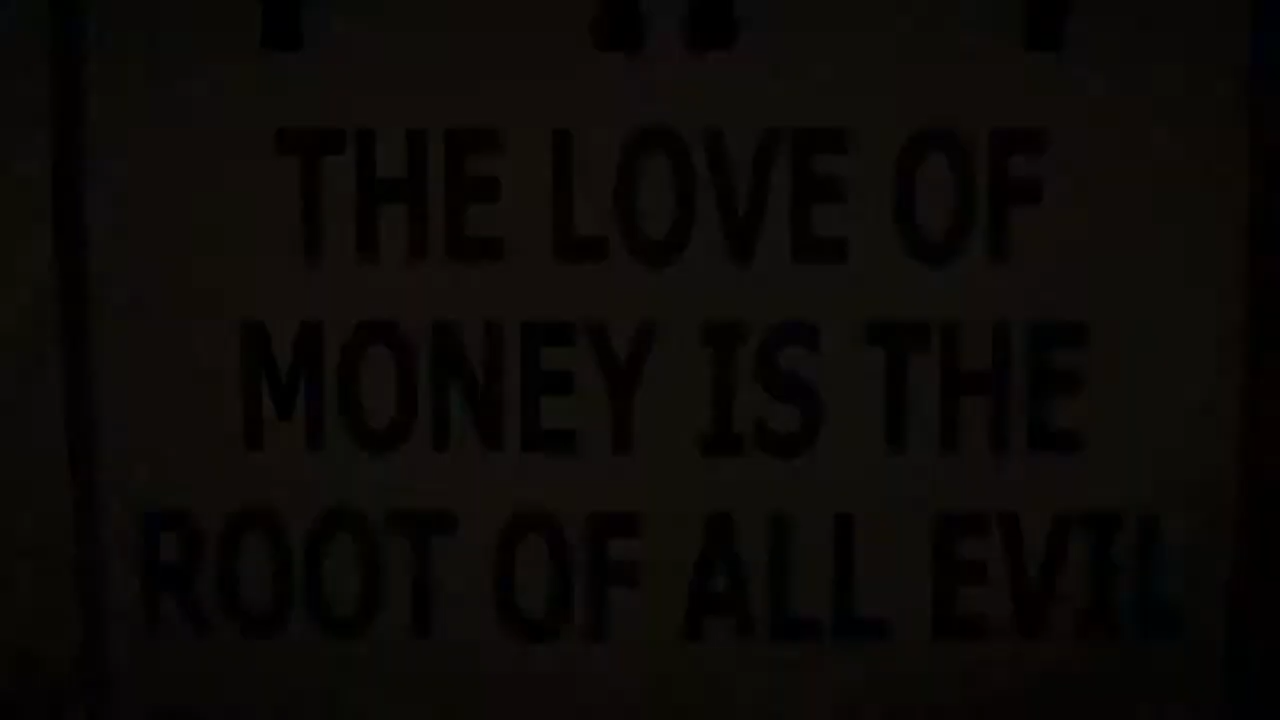 THE LOVE OF
MONEY IS THE
ROOT OF ALL EVIL